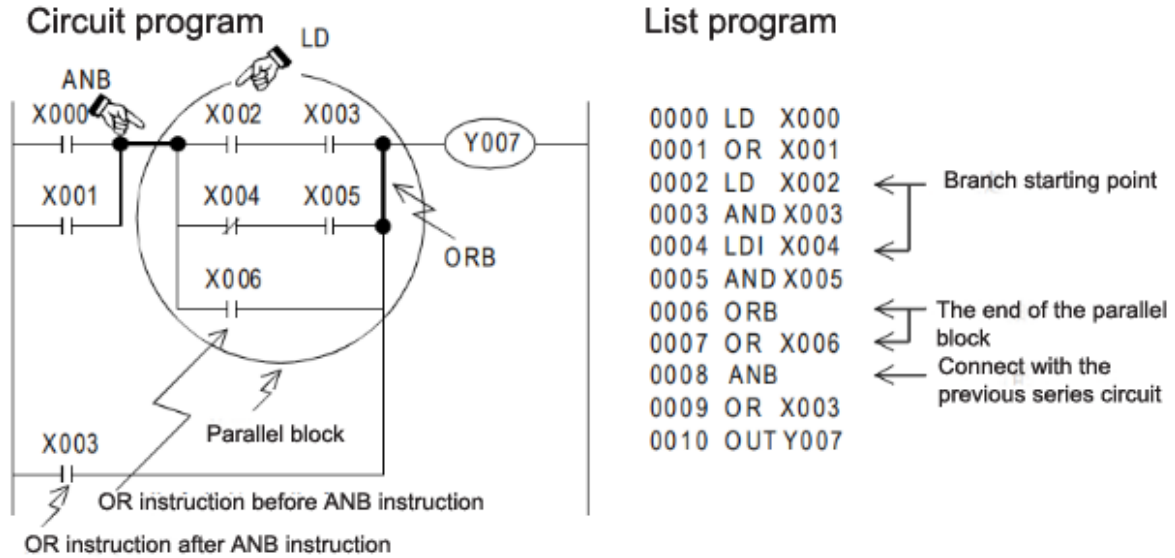 Circuit program
LD
ANB
X000
X002
X003
Y007
X001
X004
X005
ORB
X006
Parallel block
X003
OR instruction before ANB instruction
OR instruction after ANB instruction
List program
0000 LD X000
0001 OR X001
0002 LD X002
0003 AND X003
0004 LDI X004
0005 AND X005
0006 ORB
0007 OR X006
0008 ANB
0009 OR X003
0010 OUT Y007
Branch starting point
The end of the parallel
block
Connect with the
previous series circuit